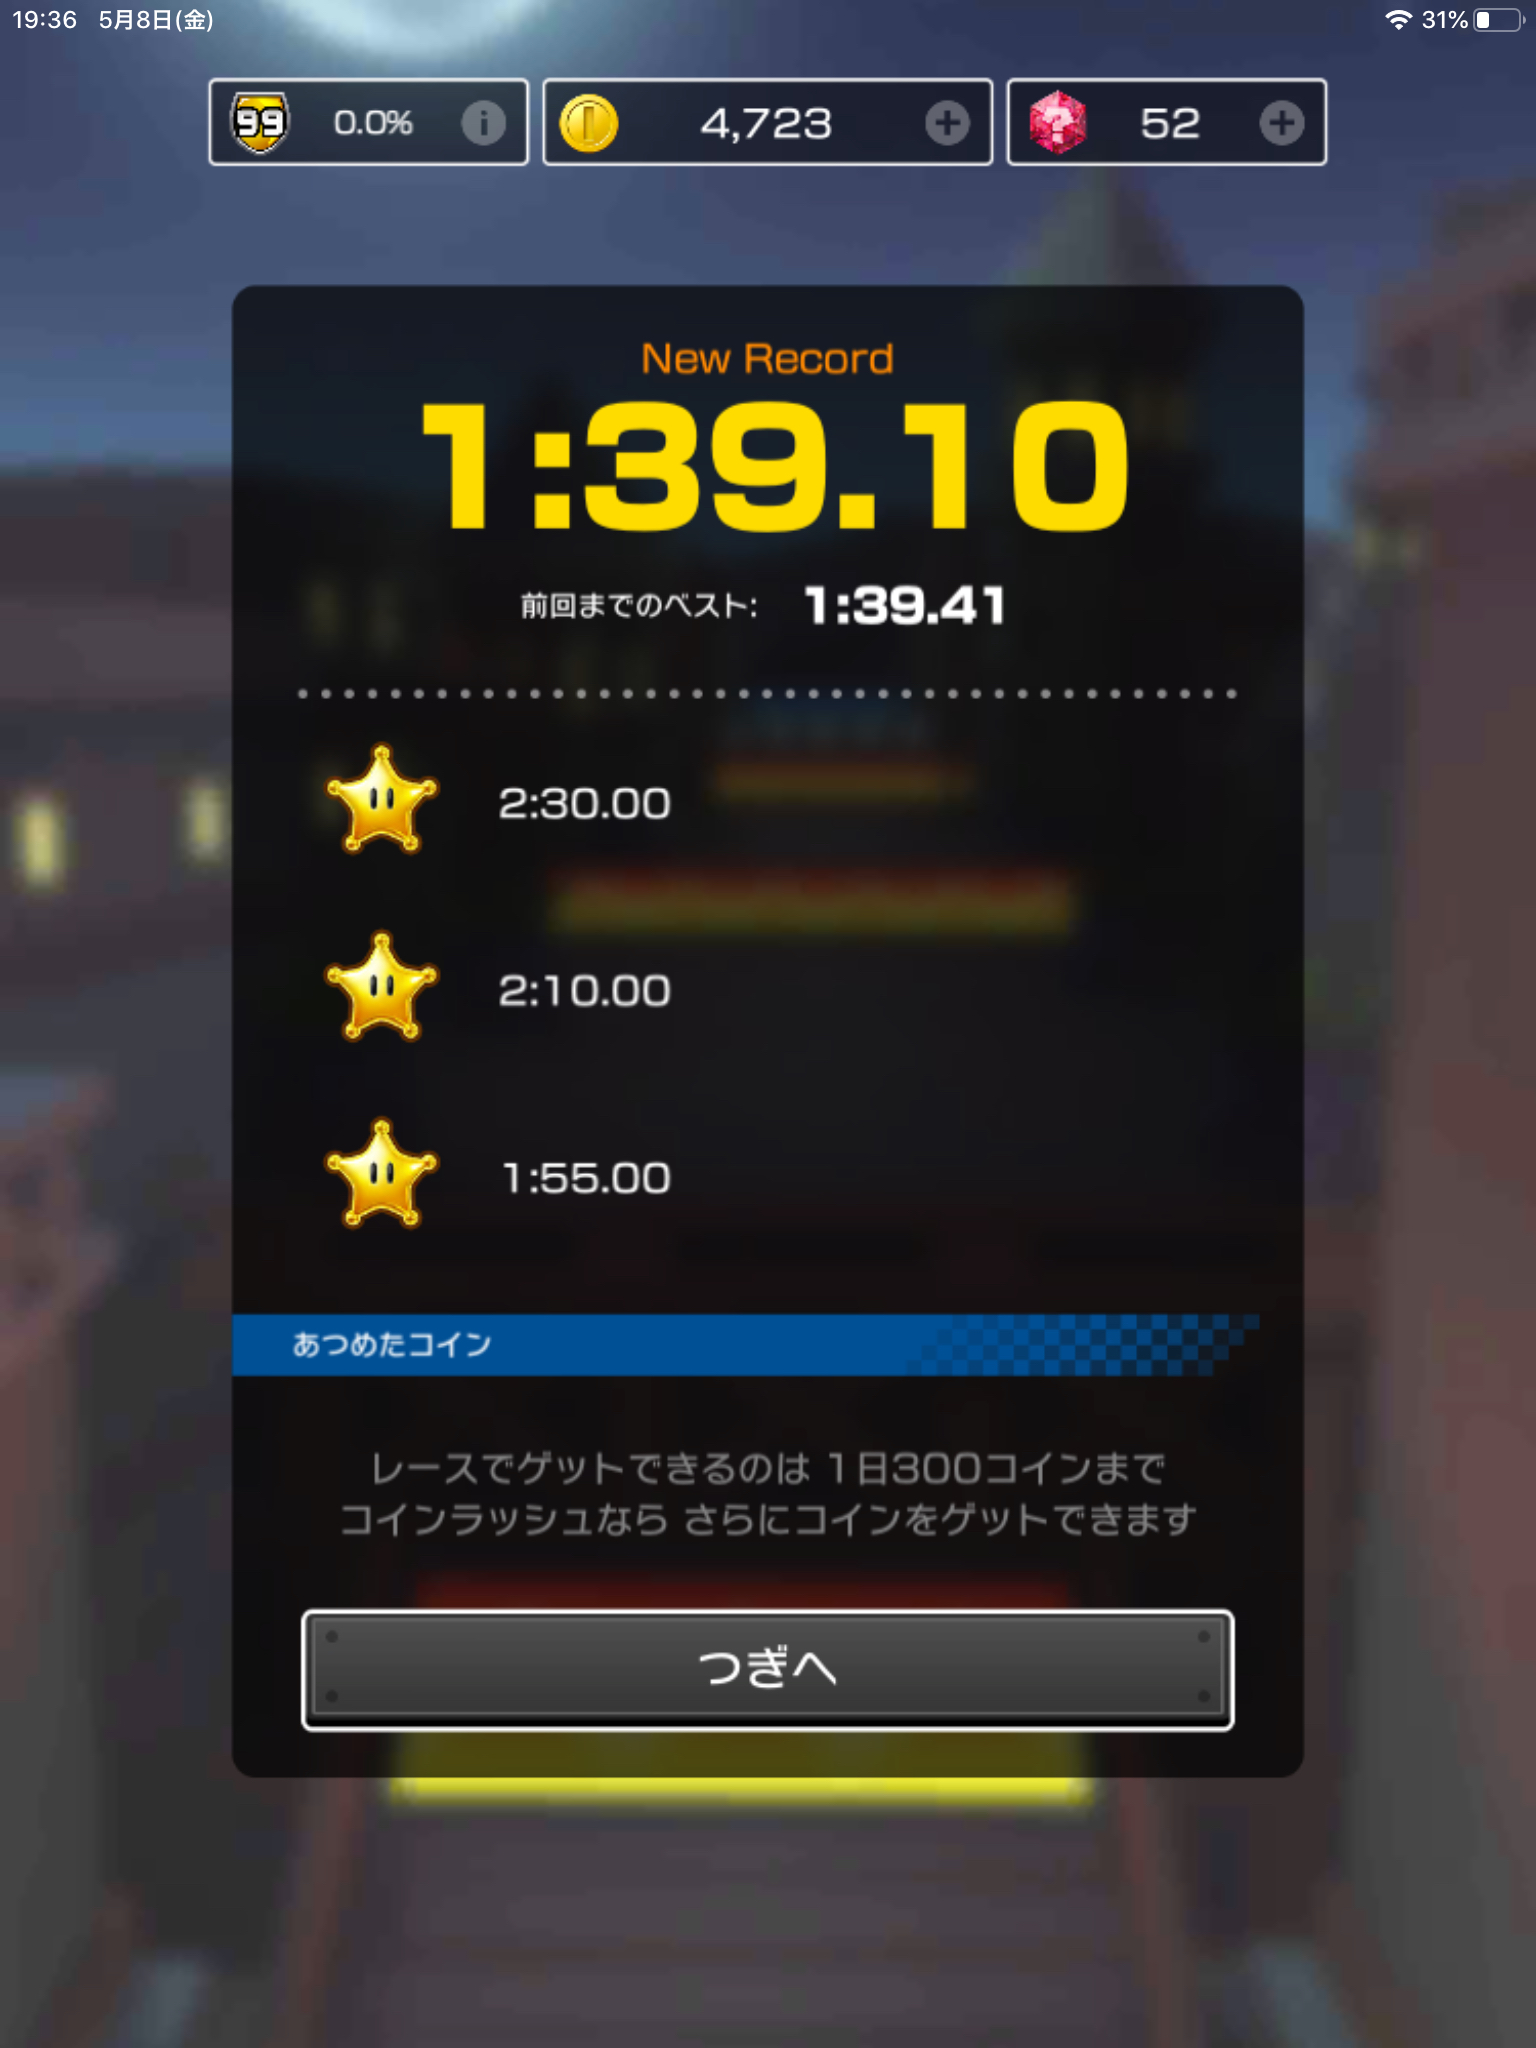 19:36 5月8日(金) 31%
99 0.0% i 4,723 + 52 +
New Record
1:39.10
前回までのベスト: 1:39.41
2:30.00
2:10.00
1:55.00
あつめたコイン
レースでゲットできるのは 1日300コインまで
コインラッシュなら さらにコインをゲットできます
つぎへ